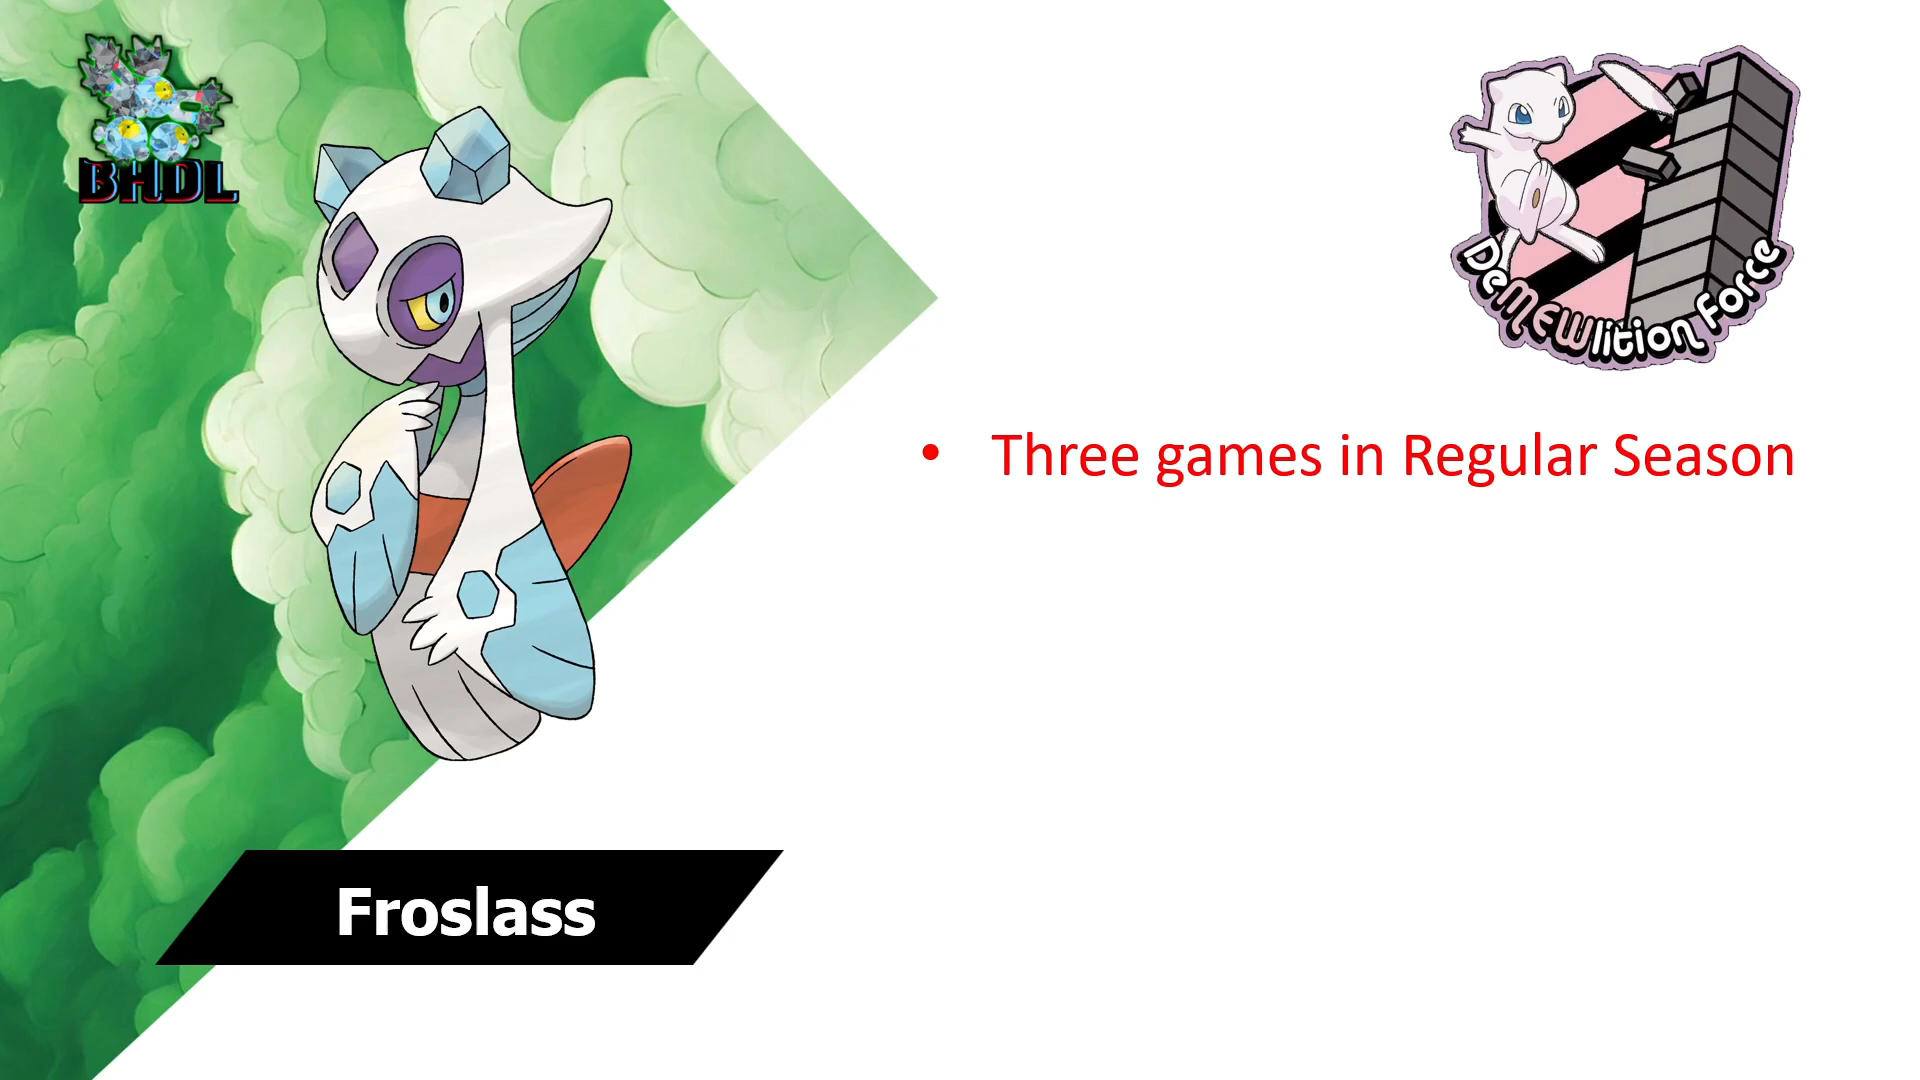 BHDL
DeMEWlition Force
• Three games in Regular Season
Froslass